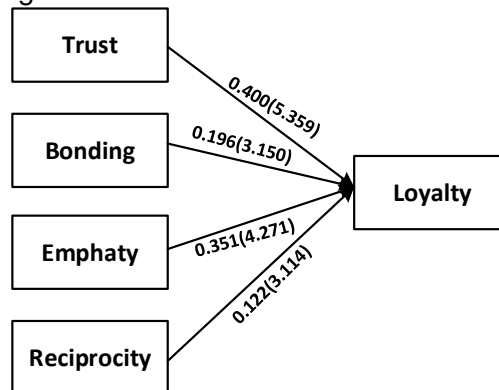 Trust
0.400(5.359)
Bonding
0.196(3.150)
Loyalty
Emphaty
0.351(4.271)
0.122(3.114)
Reciprocity